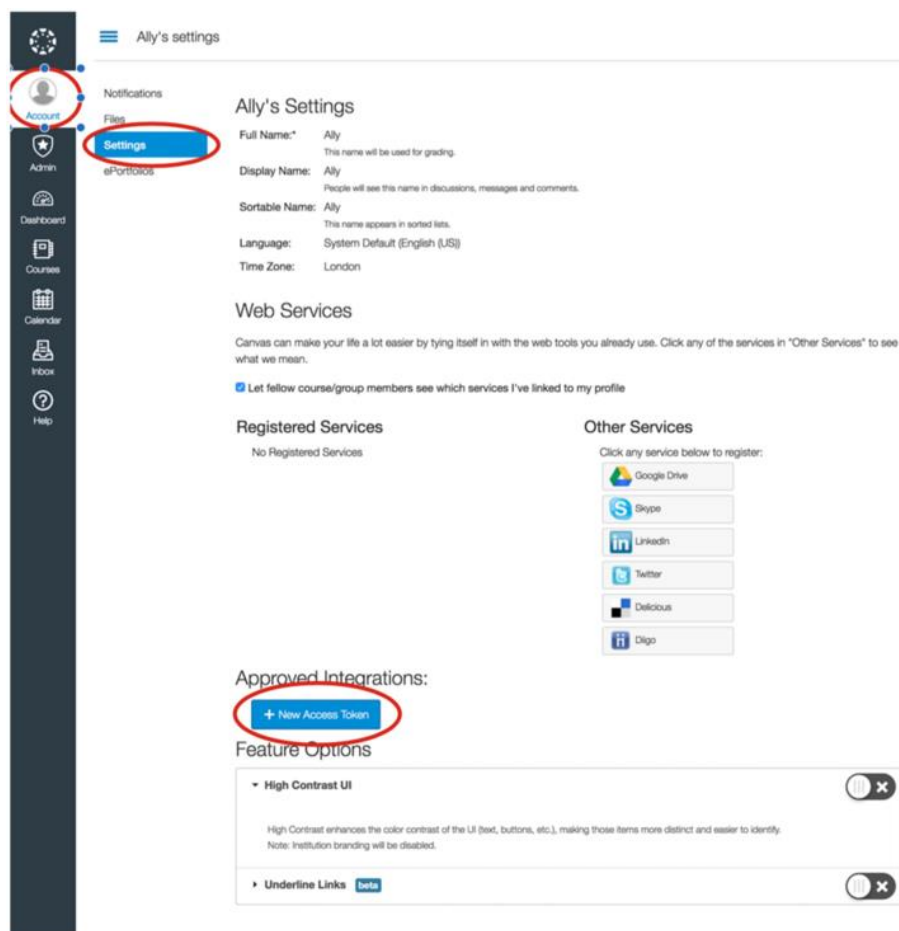 Ally's settings
Account
Admin
Dashboard
Courses
Calendar
Inbox
Help
Notifications
Files
Settings
ePortfolios
Ally's Settings
Full Name:* Ally
This name will be used for grading.
Display Name: Ally
People will see this name in discussions, messages and comments.
Sortable Name: Ally
This name appears in sorted lists.
Language: System Default (English (US))
Time Zone: London
Web Services
Canvas can make your life a lot easier by tying itself in with the web tools you already use. Click any of the services in "Other Services" to see
what we mean.
Let fellow course/group members see which services I've linked to my profile
Registered Services
No Registered Services
Other Services
Click any service below to register:
Google Drive
Skype
LinkedIn
Twitter
Delicious
Diigo
Approved Integrations:
+ New Access Token
Feature Options
High Contrast UI
High Contrast enhances the color contrast of the UI (text, buttons, etc.), making those items more distinct and easier to identify.
Note: Institution branding will be disabled.
Underline Links beta